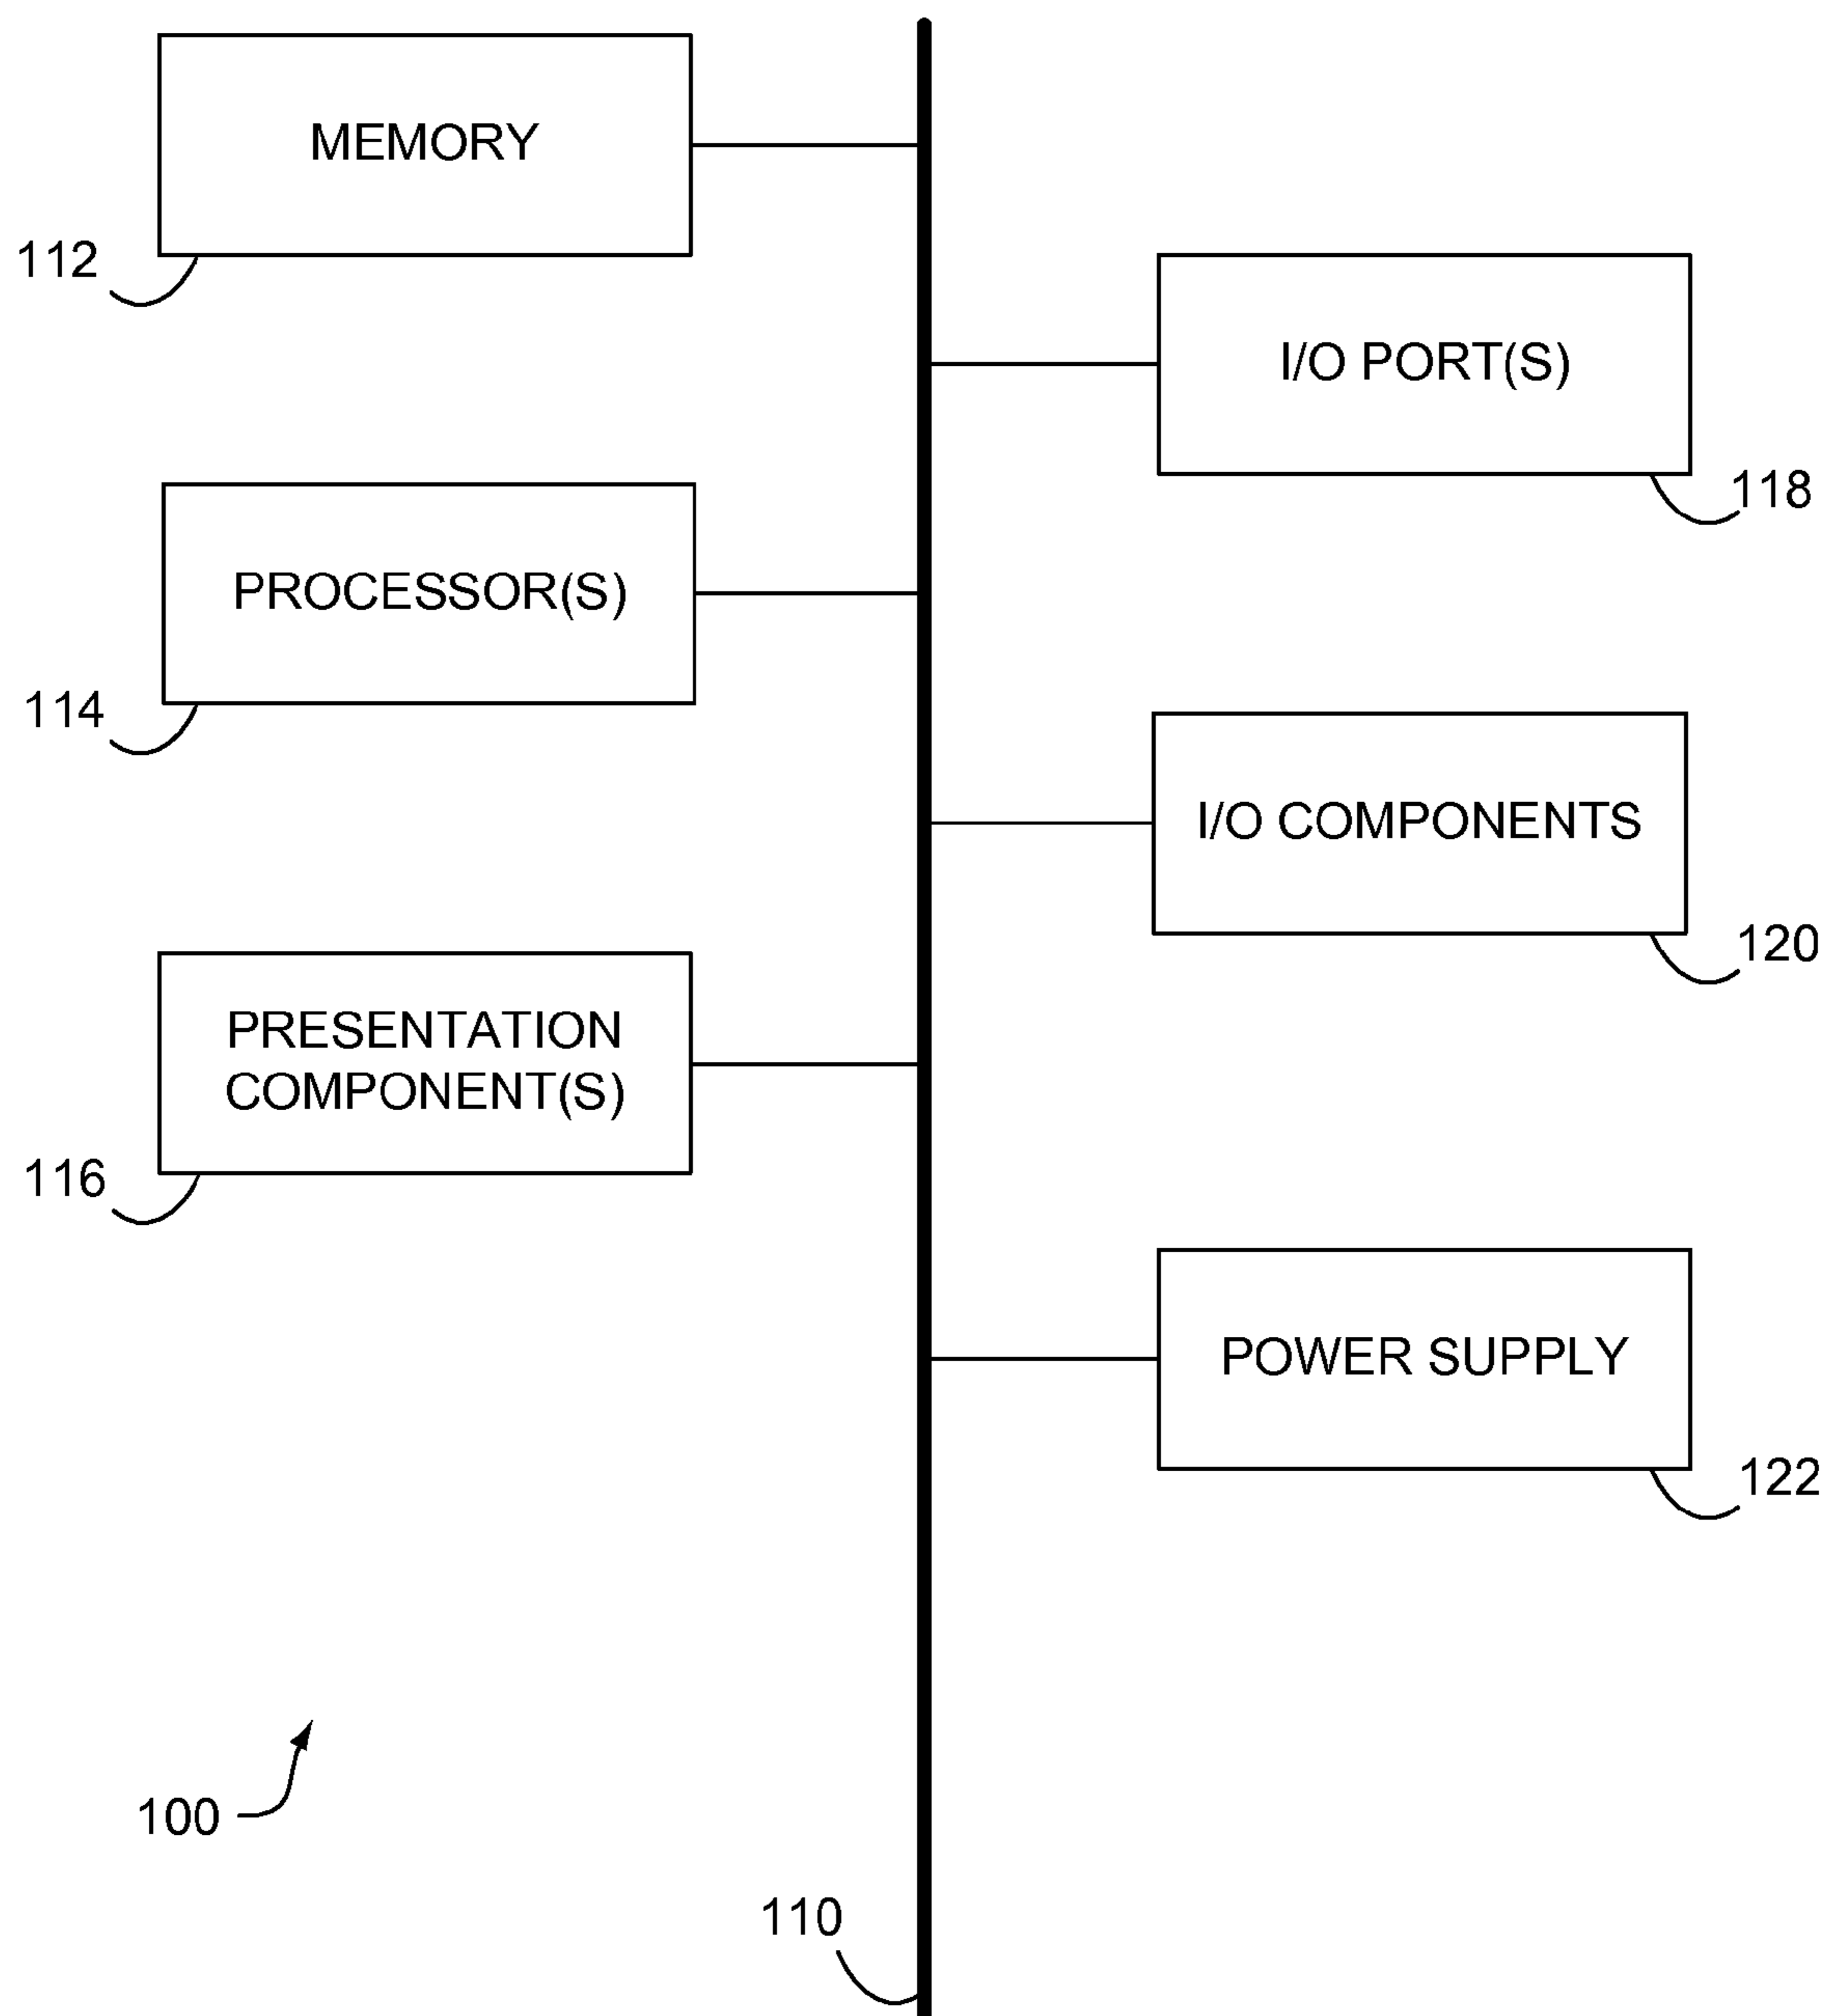 MEMORY
112
I/O PORT(S)
118
PROCESSOR(S)
114
I/O COMPONENTS
120
PRESENTATION
COMPONENT(S)
116
POWER SUPPLY
122
100
110